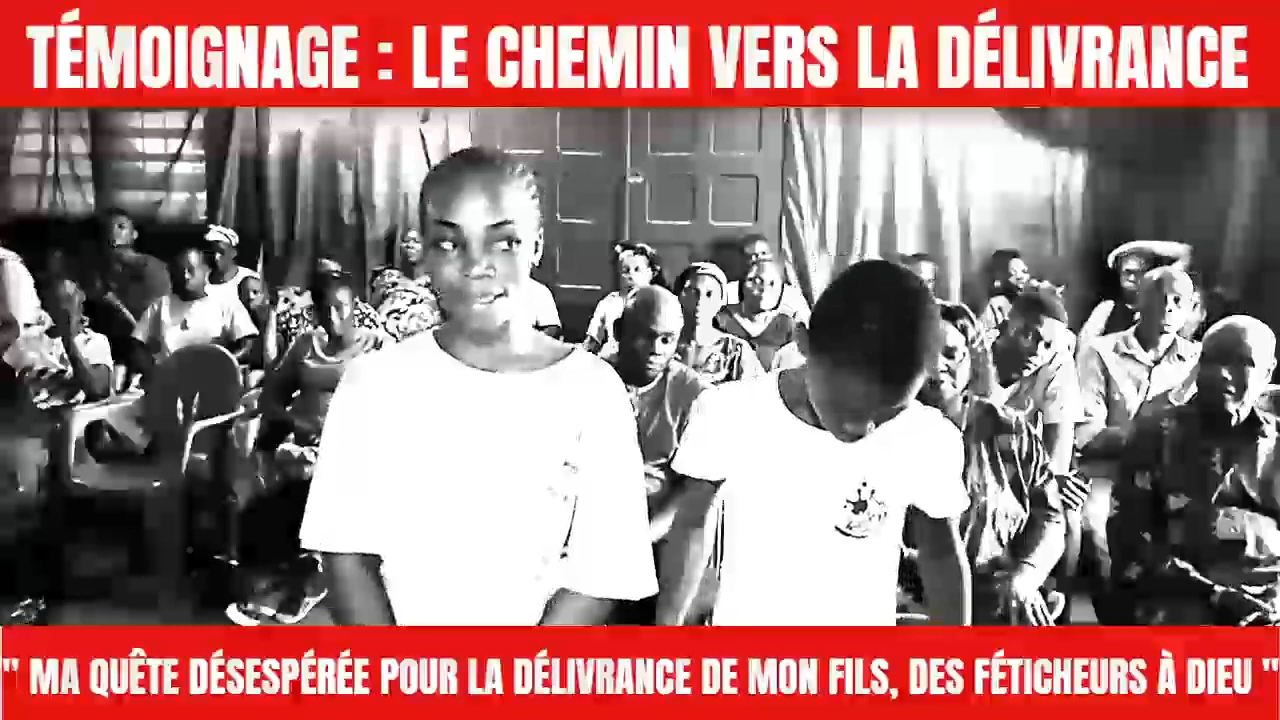 TÉMOIGNAGE : LE CHEMIN VERS LA DÉLIVRANCE
" MA QUÊTE DÉSESPÉRÉE POUR LA DÉLIVRANCE DE MON FILS, DES FÉTICHEURS À DIEU "